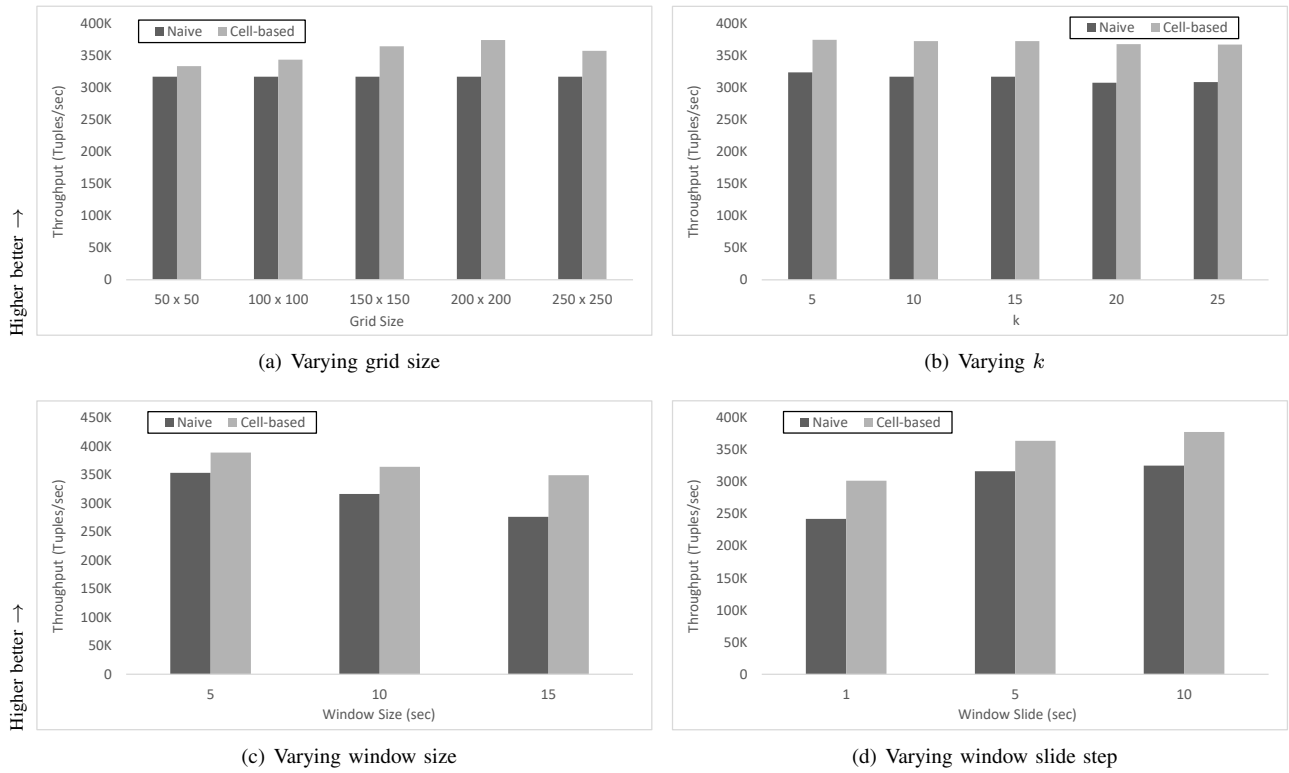 Higher better →
Throughput (Tuples/sec)
400K
350K
300K
250K
200K
150K
100K
50K
0
Naive Cell-based
50 x 50 100 x 100 150 x 150 200 x 200 250 x 250
Grid Size
(a) Varying grid size
Throughput (Tuples/sec)
400K
350K
300K
250K
200K
150K
100K
50K
0
Naive Cell-based
5 10 15 20 25
k
(b) Varying k
Higher better →
Throughput (Tuples/sec)
450K
400K
350K
300K
250K
200K
150K
100K
50K
0
Naive Cell-based
5 10 15
Window Size (sec)
(c) Varying window size
Throughput (Tuples/sec)
400K
350K
300K
250K
200K
150K
100K
50K
0
Naive Cell-based
1 5 10
Window Slide (sec)
(d) Varying window slide step